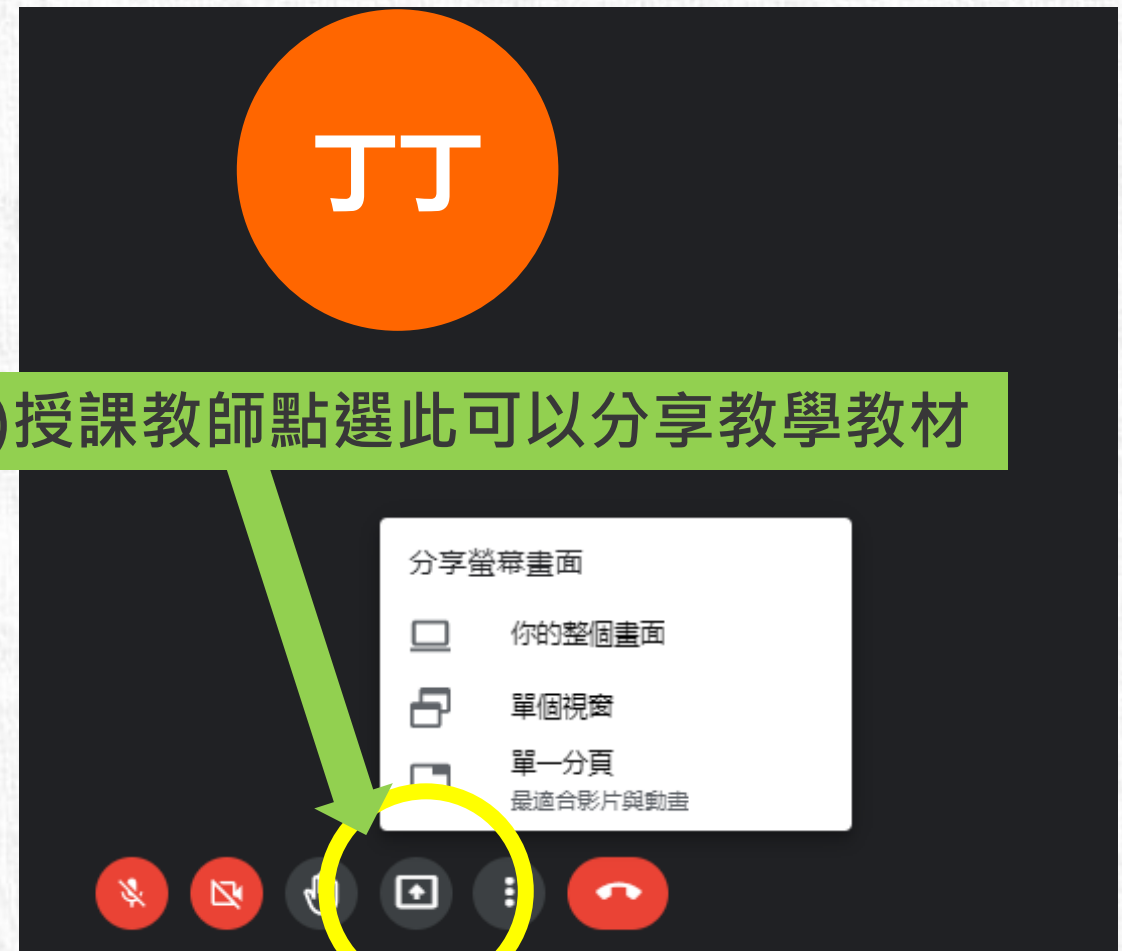 丁丁
)授課教師點選此可以分享教學教材
分享螢幕畫面
你的整個畫面
單個視窗
單一分頁
最適合影片與動畫